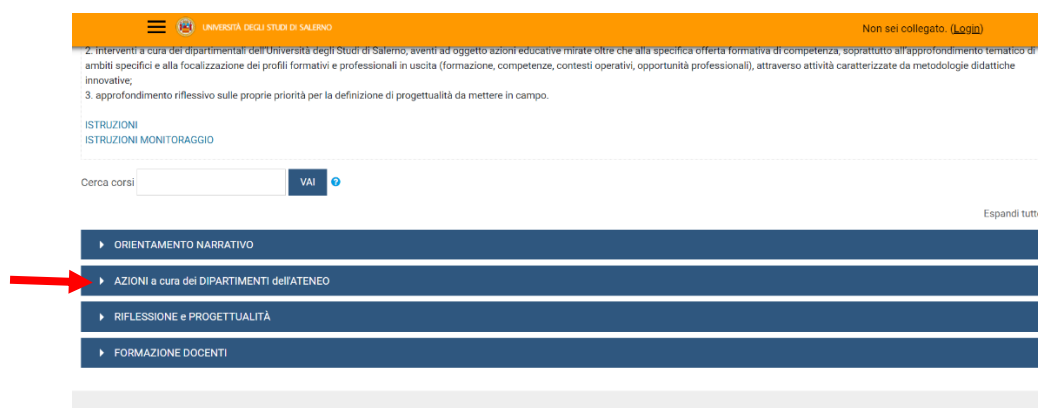 UNIVERSITÀ DEGLI STUDI DI SALERNO
Non sei collegato. (Login)
2. interventi a cura dei dipartimentali dell'Università degli Studi di Salerno, aventi ad oggetto azioni educative mirate oltre che alla specifica offerta formativa di competenza, soprattutto all'approfondimento tematico di
ambiti specifici e alla focalizzazione dei profili formativi e professionali in uscita (formazione, competenze, contesti operativi, opportunità professionali), attraverso attività caratterizzate da metodologie didattiche
innovative;
3. approfondimento riflessivo sulle proprie priorità per la definizione di progettualità da mettere in campo.
ISTRUZIONI
ISTRUZIONI MONITORAGGIO
Cerca corsi VAI ?
Espandi tutto
ORIENTAMENTO NARRATIVO
AZIONI a cura dei DIPARTIMENTI dell'ATENEO
RIFLESSIONE e PROGETTUALITÀ
FORMAZIONE DOCENTI